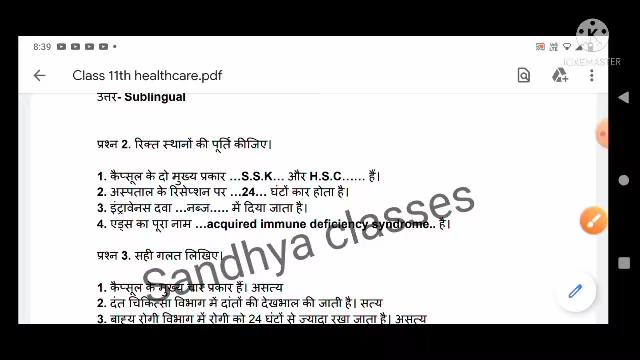 8:39
KINEMASTER
Class 11th healthcare.pdf
उत्तर- Sublingual
प्रश्न 2. रिक्त स्थानों की पूर्ति कीजिए।
1. कैप्सूल के दो मुख्य प्रकार ...S.S.K... और H.S.C...... हैं।
2. अस्पताल के रिसेप्शन पर ...24... घंटों कार होता है।
3. इंट्रावेनस दवा ...नब्ज..... में दिया जाता है।
4. एड्स का पूरा नाम ...acquired immune deficiency syndrome.. है।
Sandhya classes
प्रश्न 3. सही गलत लिखिए।
1. कैप्सूल के मुख्य चार प्रकार हैं। असत्य
2. दंत चिकित्सा विभाग में दांतों की देखभाल की जाती है। सत्य
3. बाह्य रोगी विभाग में रोगी को 24 घंटों से ज्यादा रखा जाता है। असत्य